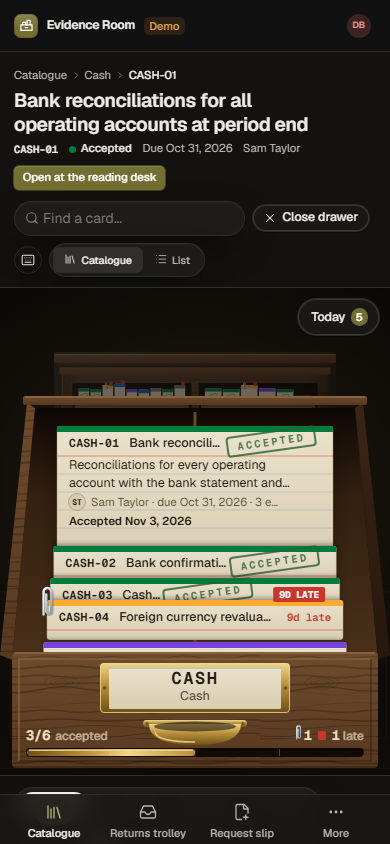 Evidence Room Demo DB
Catalogue > Cash > CASH-01
Bank reconciliations for all
operating accounts at period end
CASH-01 Accepted Due Oct 31, 2026 Sam Taylor
Open at the reading desk
Find a card... Close drawer
Catalogue List
Today 5
CASH-01 Bank reconcili... ACCEPTED
Reconciliations for every operating
account with the bank statement and...
ST Sam Taylor · due Oct 31, 2026 · 3 e...
Accepted Nov 3, 2026
CASH-02 Bank confirmati... ACCEPTED
CASH-03 Cash... ACCEPTED 9D LATE
CASH-04 Foreign currency revalua... 9d late
CASH
Cash
3/6 accepted 1 1 late
Catalogue Returns trolley Request slip More